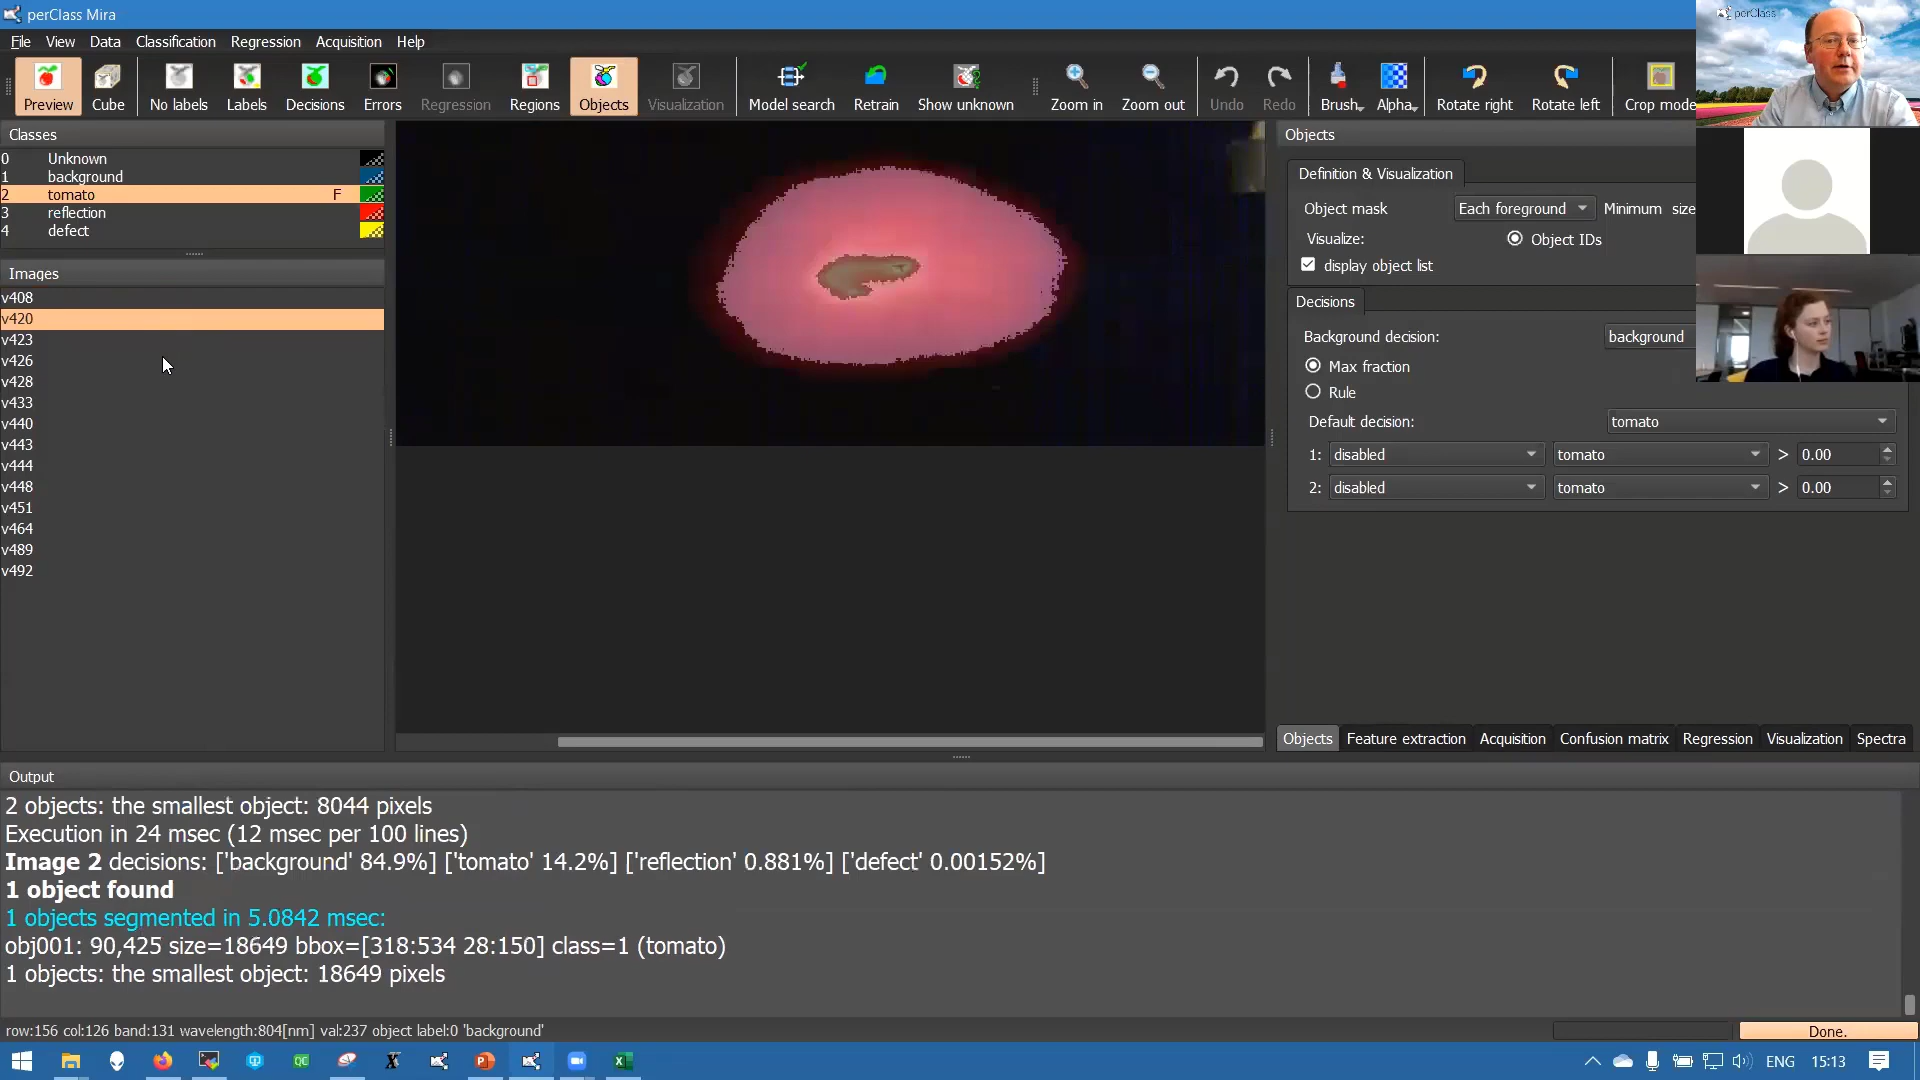 perClass Mira
File View Data Classification Regression Acquisition Help
Preview Cube No labels Labels Decisions Errors Regression Regions Objects Visualization Model search Retrain Show unknown Zoom in Zoom out Undo Redo Brush Alpha Rotate right Rotate left Crop mode
perClass
Classes
0 Unknown
1 background
2 tomato F
3 reflection
4 defect
Images
v408
v420
v423
v426
v428
v433
v440
v443
v444
v448
v451
v464
v489
v492
Objects
Definition & Visualization
Object mask Each foreground Minimum size
Visualize: Object IDs
display object list
Decisions
Background decision: background
Max fraction
Rule
Default decision: tomato
1: disabled tomato > 0.00
2: disabled tomato > 0.00
Objects Feature extraction Acquisition Confusion matrix Regression Visualization Spectra
Output
2 objects: the smallest object: 8044 pixels
Execution in 24 msec (12 msec per 100 lines)
Image 2 decisions: ['background' 84.9%] ['tomato' 14.2%] ['reflection' 0.881%] ['defect' 0.00152%]
1 object found
1 objects segmented in 5.0842 msec:
obj001: 90,425 size=18649 bbox=[318:534 28:150] class=1 (tomato)
1 objects: the smallest object: 18649 pixels
row:156 col:126 band:131 wavelength:804[nm] val:237 object label:0 'background'
Done.
ENG 15:13